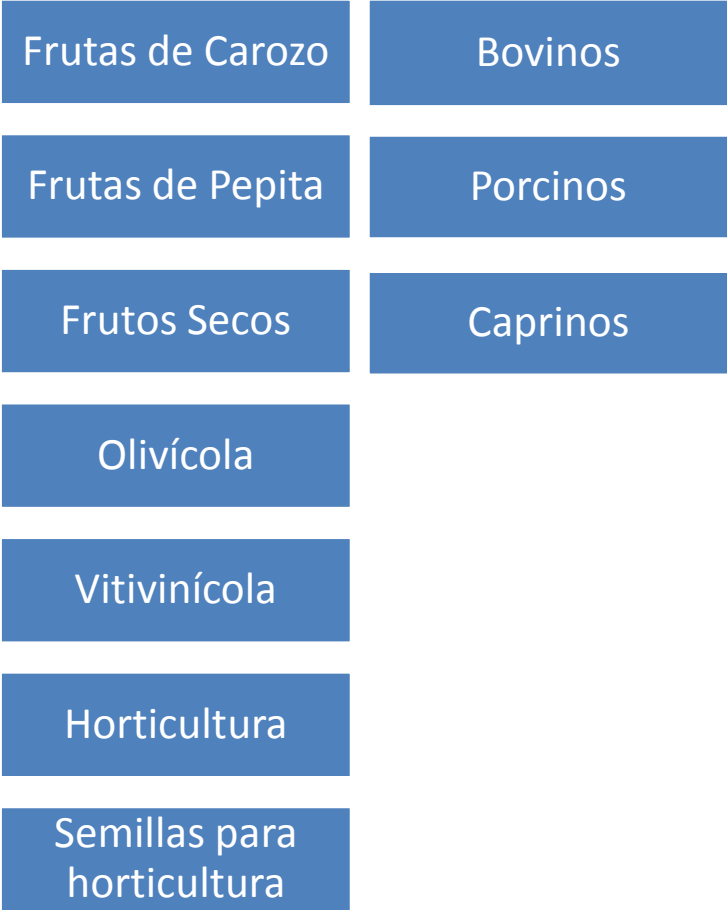 Frutas de Carozo
Frutas de Pepita
Frutos Secos
Olivícola
Vitivinícola
Horticultura
Semillas para
horticultura
Bovinos
Porcinos
Caprinos